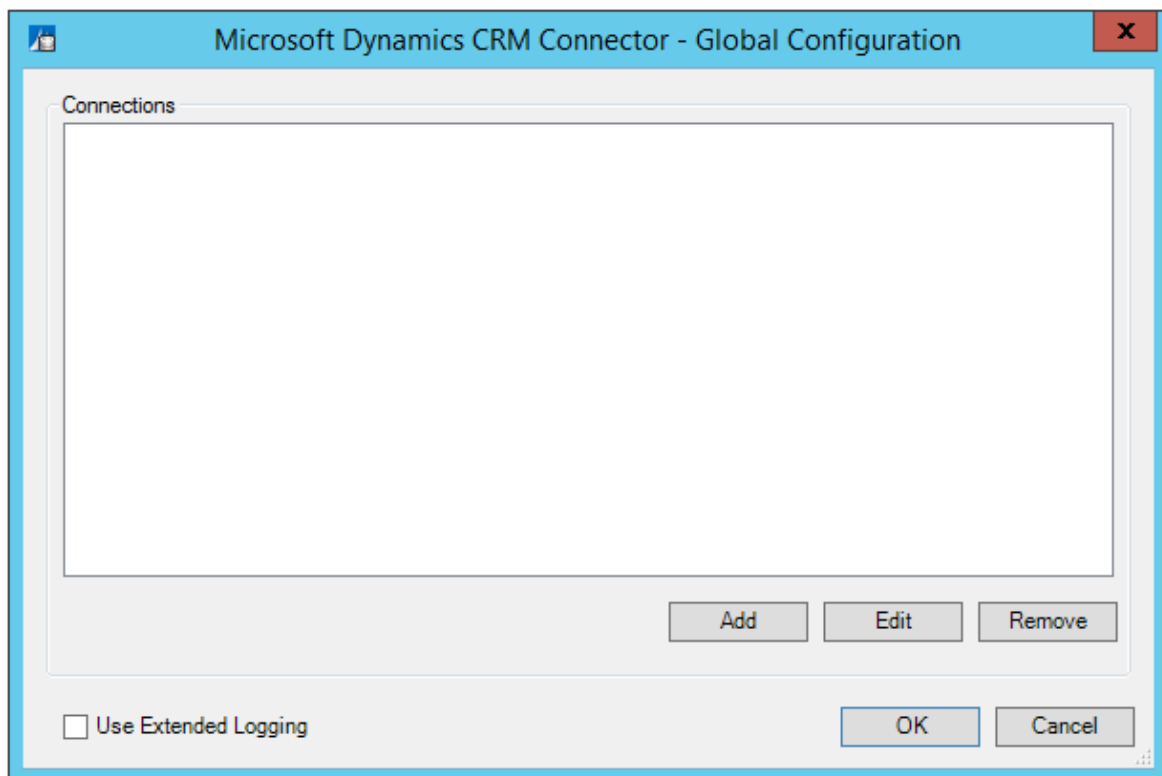 Microsoft Dynamics CRM Connector - Global Configuration
x
Connections
Add Edit Remove
Use Extended Logging OK Cancel